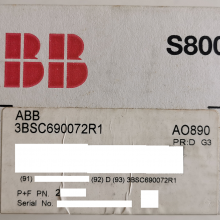 ABB
S800
ABB
3BSC690072R1
AO890
PR:D G3
(91) (92) D (93) 3BSC690072R1
P+F PN. 2
Serial No.